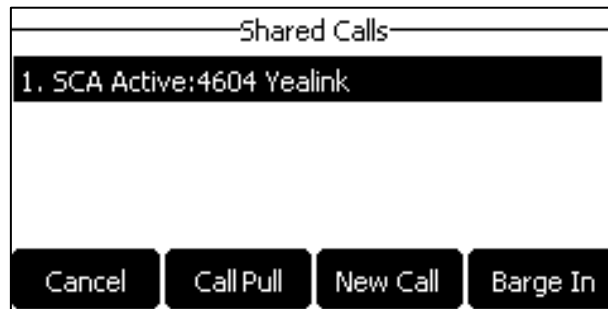 Shared Calls
1. SCA Active:4604 Yealink
Cancel Call Pull New Call Barge In